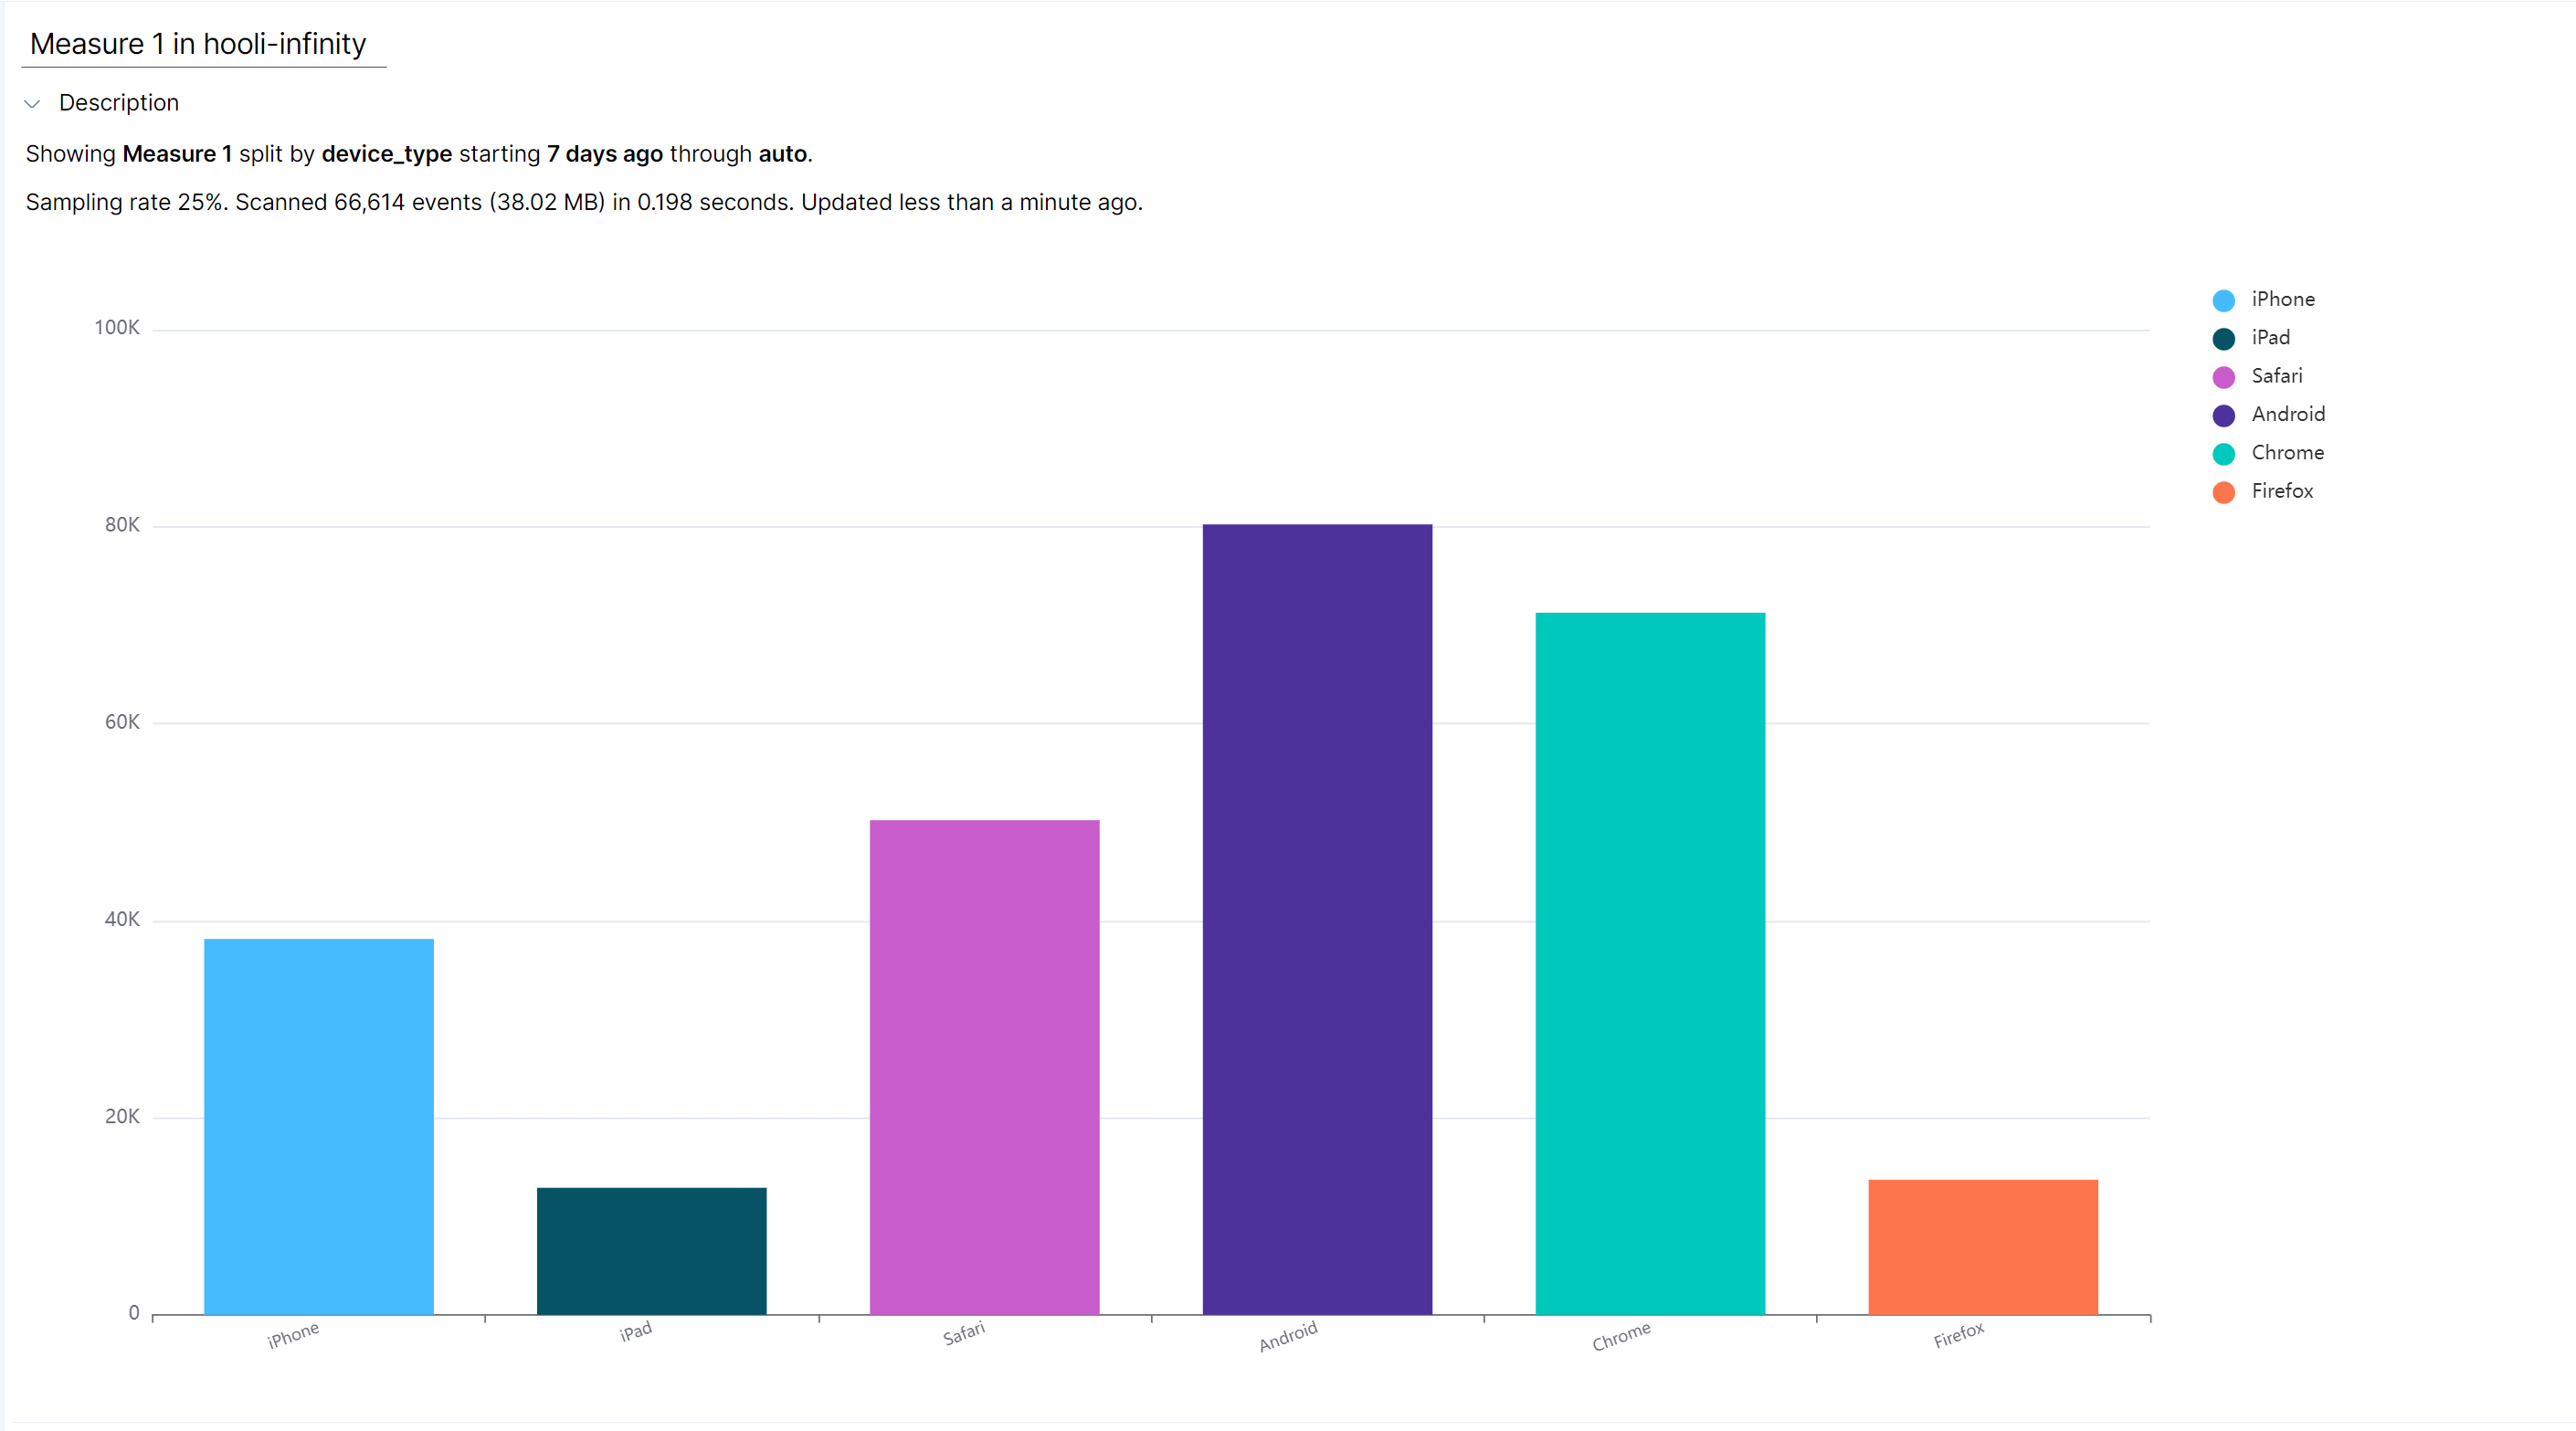 Measure 1 in hooli-infinity
Description
Showing Measure 1 split by device_type starting 7 days ago through auto.
Sampling rate 25%. Scanned 66,614 events (38.02 MB) in 0.198 seconds. Updated less than a minute ago.
100K
80K
60K
40K
20K
0
iPhone
iPad
Safari
Android
Chrome
Firefox
iPhone
iPad
Safari
Android
Chrome
Firefox